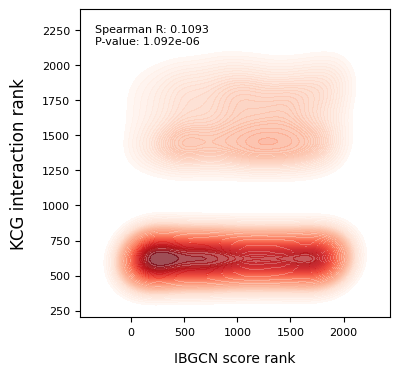 Spearman R: 0.1093
P-value: 1.092e-06
2250
2000
1750
1500
1250
1000
750
500
250
KCG interaction rank
0 500 1000 1500 2000
IBGCN score rank